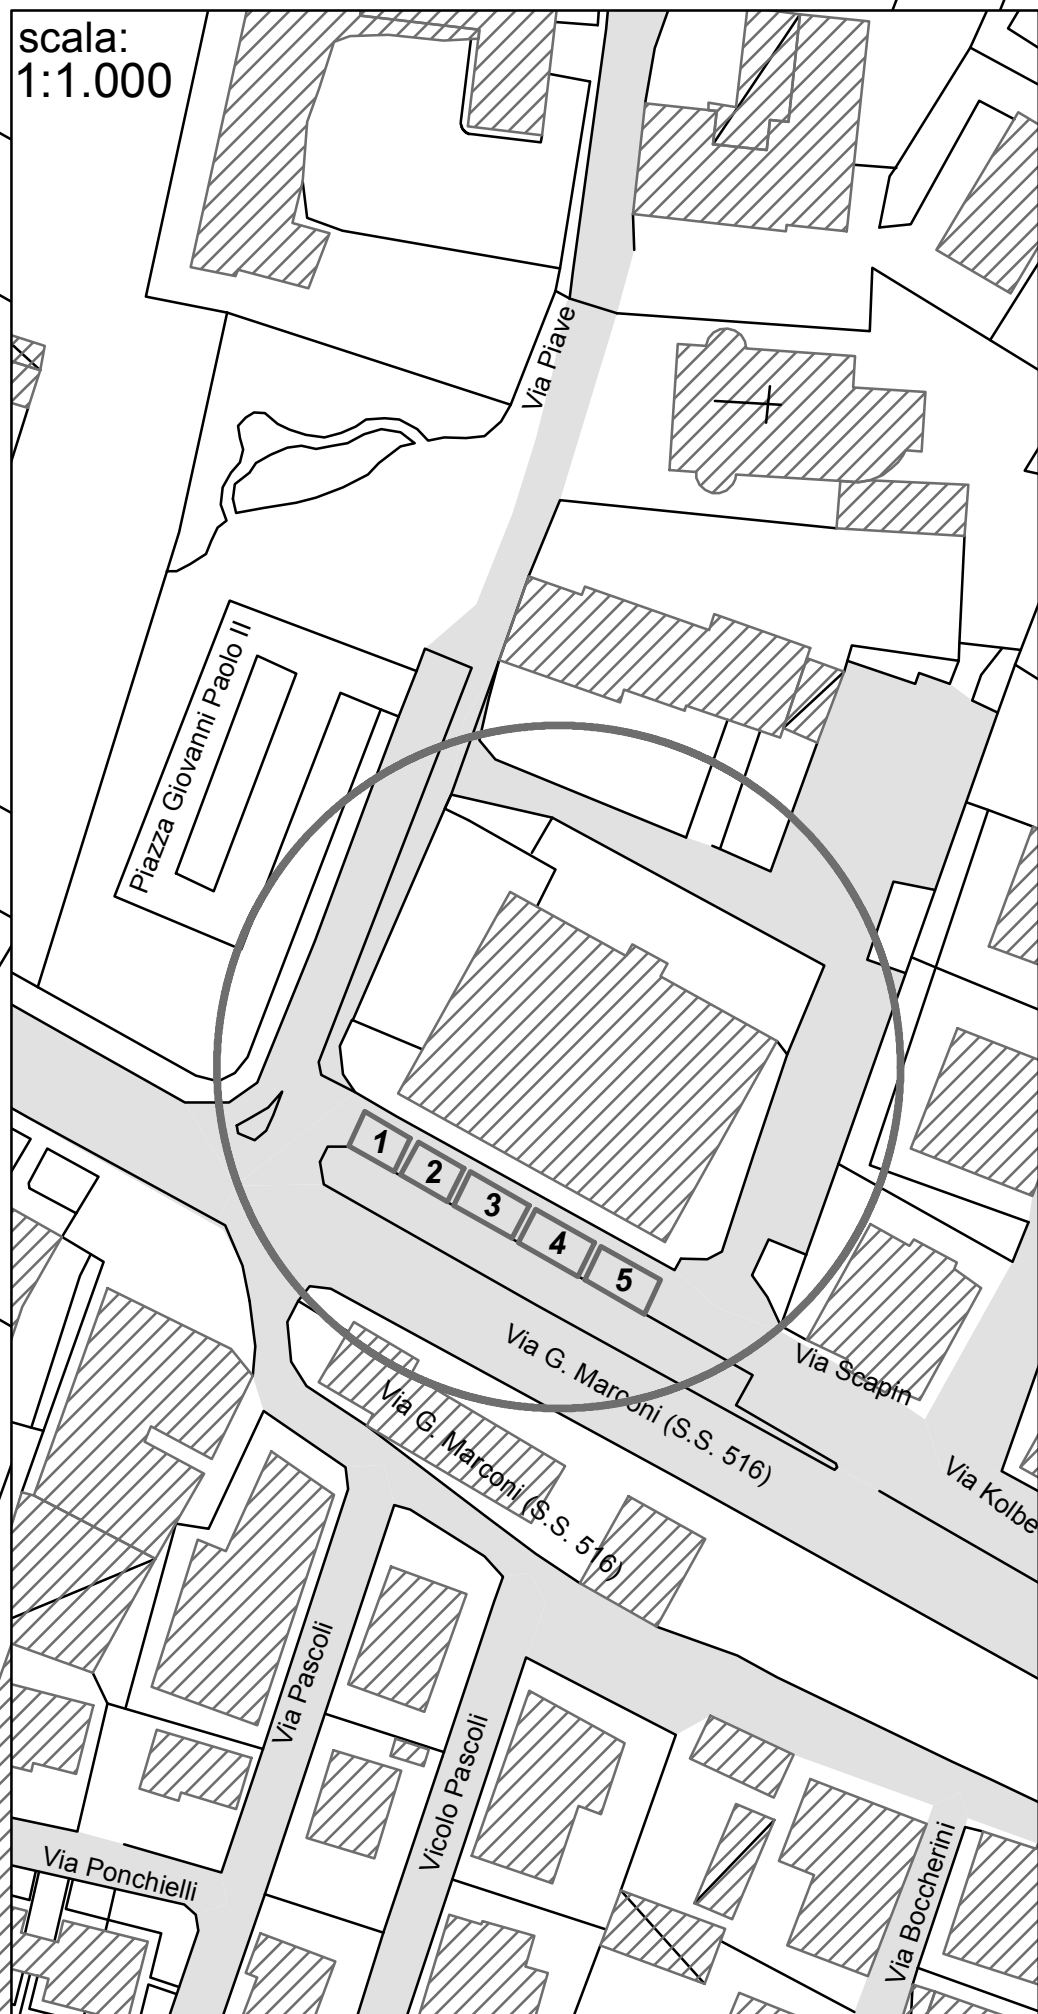 scala:
1:1.000
Via Piave
Piazza Giovanni Paolo II
1
2
3
4
5
Via G. Marconi (S.S. 516)
Via Scapin
Via G. Marconi (S.S. 516)
Via Kolbe
Via Pascoli
Vicolo Pascoli
Via Ponchielli
Via Boccherini